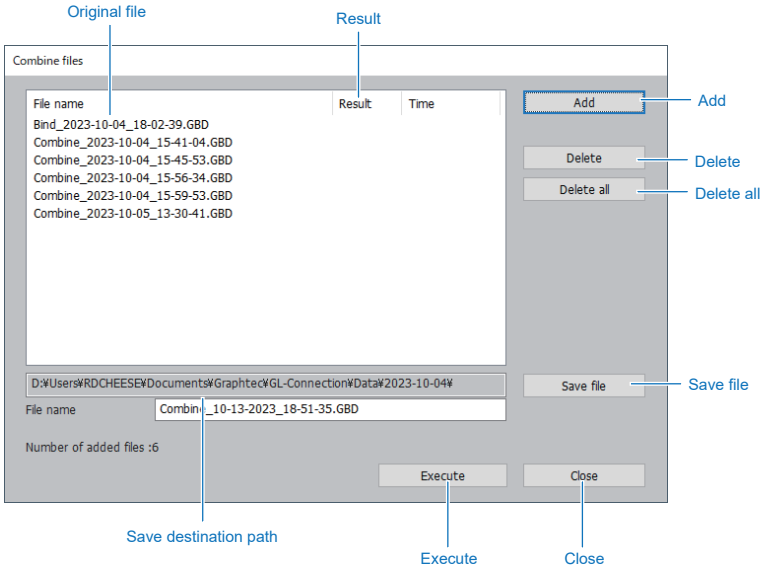 Original file
Result
Combine files
File name Result Time
Add
Add
Bind_2023-10-04_18-02-39.GBD
Combine_2023-10-04_15-41-04.GBD
Combine_2023-10-04_15-45-53.GBD
Combine_2023-10-04_15-56-34.GBD
Combine_2023-10-04_15-59-53.GBD
Combine_2023-10-05_13-30-41.GBD
Delete
Delete
Delete all
Delete all
D:¥Users¥RDCHEESE¥Documents¥Graphtec¥GL-Connection¥Data¥2023-10-04¥
Save file
Save file
File name Combine_10-13-2023_18-51-35.GBD
Number of added files :6
Execute
Close
Save destination path
Execute
Close